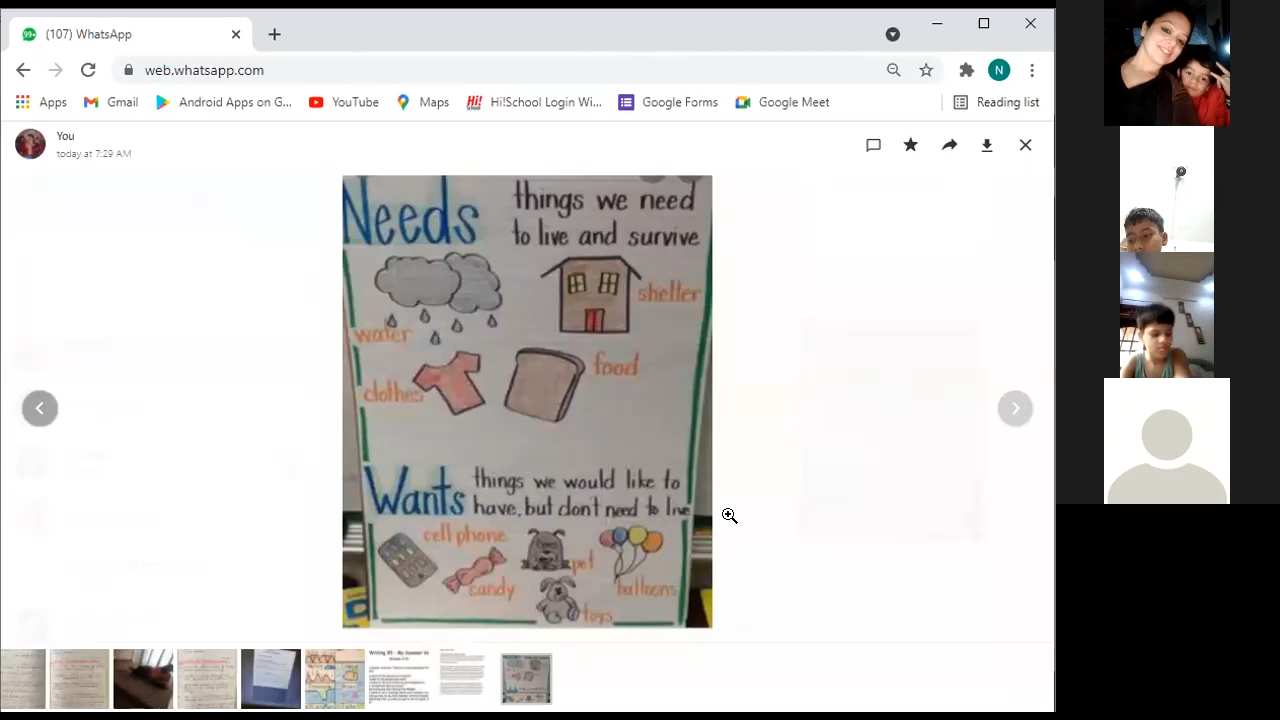 (107) WhatsApp
web.whatsapp.com
N
Apps
Gmail
Android Apps on G...
YouTube
Maps
Hi! Hi!School Login Wi...
Google Forms
Google Meet
Reading list
You
today at 7:29 AM
Needs things we need
to live and survive
shelter
water
food
clothes
Wants things we would like to
have, but don't need to live
cell phone
pet
candy
balloons
toys